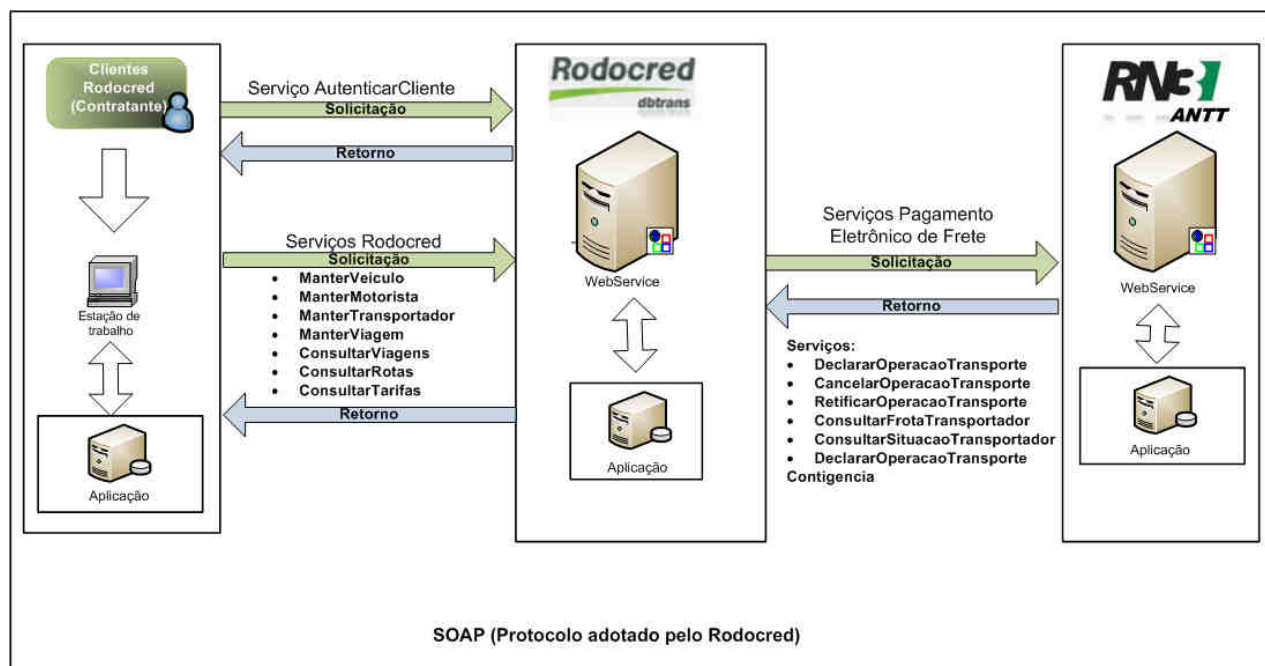 Clientes
Rodocred
(Contratante)
Estação de
trabalho
Aplicação
Serviço AutenticarCliente
Solicitação
Retorno
Serviços Rodocred
Solicitação
• ManterVeiculo
• ManterMotorista
• ManterTransportador
• ManterViagem
• ConsultarViagens
• ConsultarRotas
• ConsultarTarifas
Retorno
Rodocred
dbtrans
WebService
Aplicação
Serviços Pagamento
Eletrônico de Frete
Solicitação
Retorno
Serviços:
• DeclararOperacaoTransporte
• CancelarOperacaoTransporte
• RetificarOperacaoTransporte
• ConsultarFrotaTransportador
• ConsultarSituacaoTransportador
• DeclararOperacaoTransporte
Contigencia
RN3
ANTT
WebService
Aplicação
SOAP (Protocolo adotado pelo Rodocred)